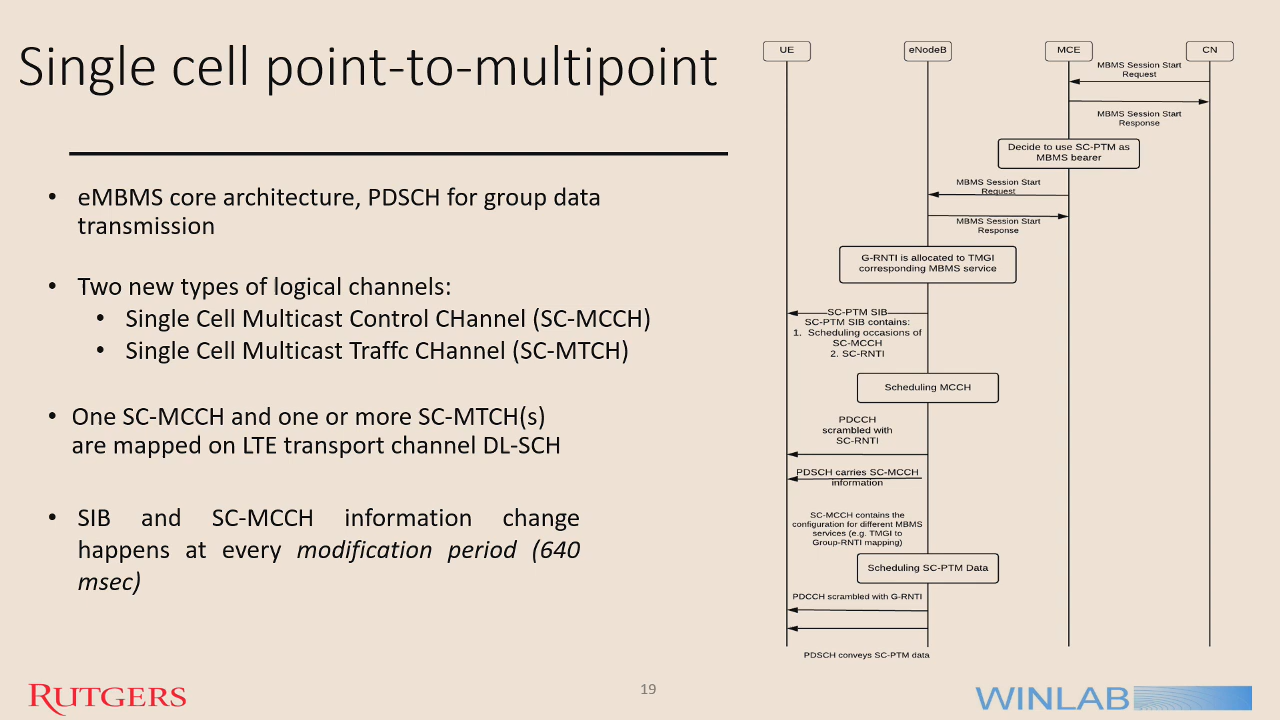 Single cell point-to-multipoint
• eMBMS core architecture, PDSCH for group data
transmission
• Two new types of logical channels:
• Single Cell Multicast Control CHannel (SC-MCCH)
• Single Cell Multicast Traffc CHannel (SC-MTCH)
• One SC-MCCH and one or more SC-MTCH(s)
are mapped on LTE transport channel DL-SCH
• SIB and SC-MCCH information change
happens at every modification period (640
msec)
UE
eNodeB
MCE
CN
MBMS Session Start
Request
MBMS Session Start
Response
Decide to use SC-PTM as
MBMS bearer
MBMS Session Start
Request
MBMS Session Start
Response
G-RNTI is allocated to TMGI
corresponding MBMS service
SC-PTM SIB
SC-PTM SIB contains:
1. Scheduling occasions of
SC-MCCH
2. SC-RNTI
Scheduling MCCH
PDCCH
scrambled with
SC-RNTI
PDSCH carries SC-MCCH
information
SC-MCCH contains the
configuration for different MBMS
services (e.g. TMGI to
Group-RNTI mapping)
Scheduling SC-PTM Data
PDCCH scrambled with G-RNTI
PDSCH conveys SC-PTM data
RUTGERS
19
WINLAB